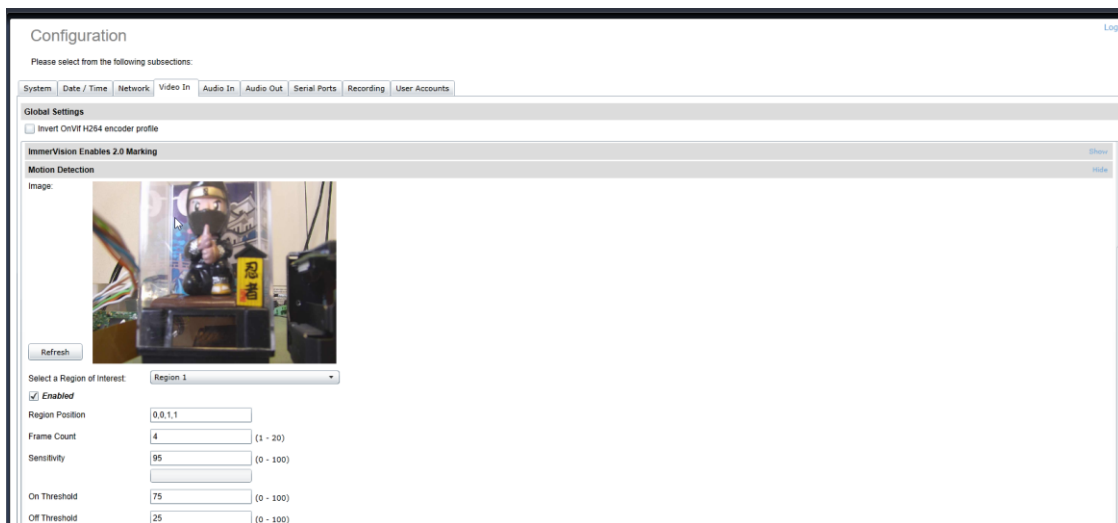 Log
Configuration
Please select from the following subsections:
System Date / Time Network Video In Audio In Audio Out Serial Ports Recording User Accounts
Global Settings
Invert OnVif H264 encoder profile
ImmerVision Enables 2.0 Marking Show
Motion Detection Hide
Image:
忍者
Refresh
Select a Region of Interest: Region 1
Enabled
Region Position 0,0,1,1
Frame Count 4 (1 - 20)
Sensitivity 95 (0 - 100)
On Threshold 75 (0 - 100)
Off Threshold 25 (0 - 100)